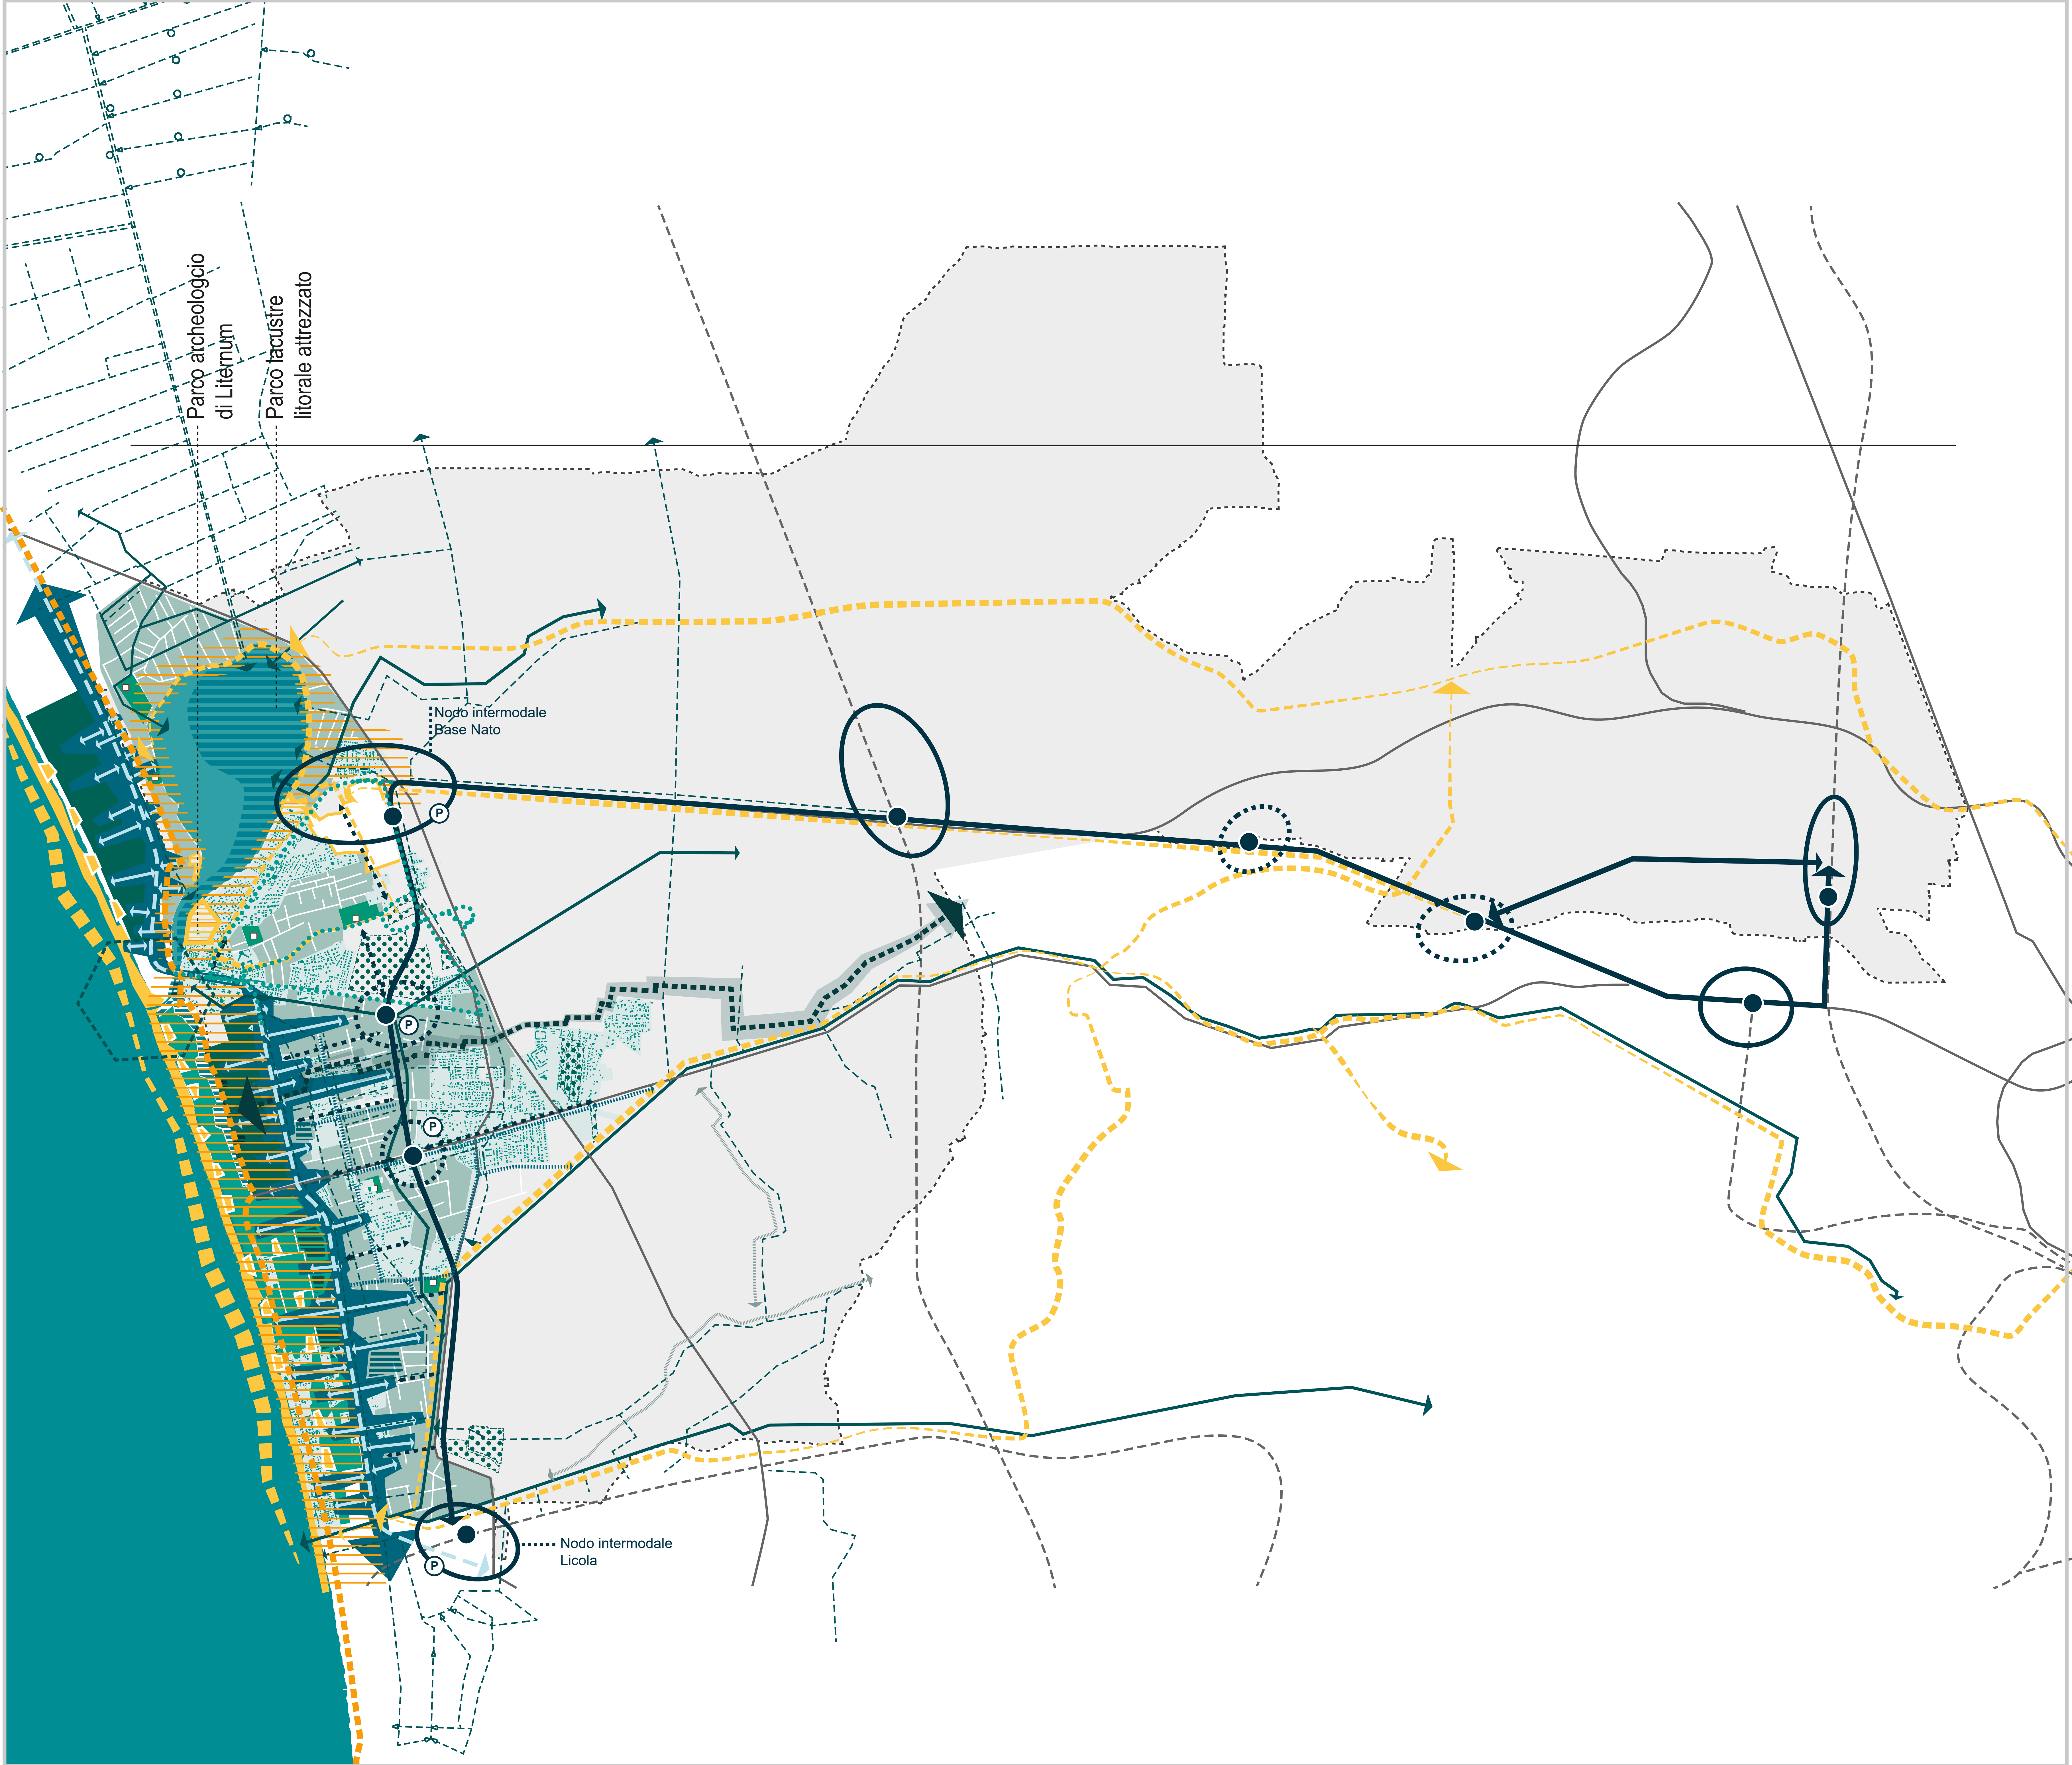 Parco archeologcio
di Liternum
Parco lacustre
litorale attrezzato
Nodo intermodale
Base Nato
P
P
P
Nodo intermodale
Licola
P